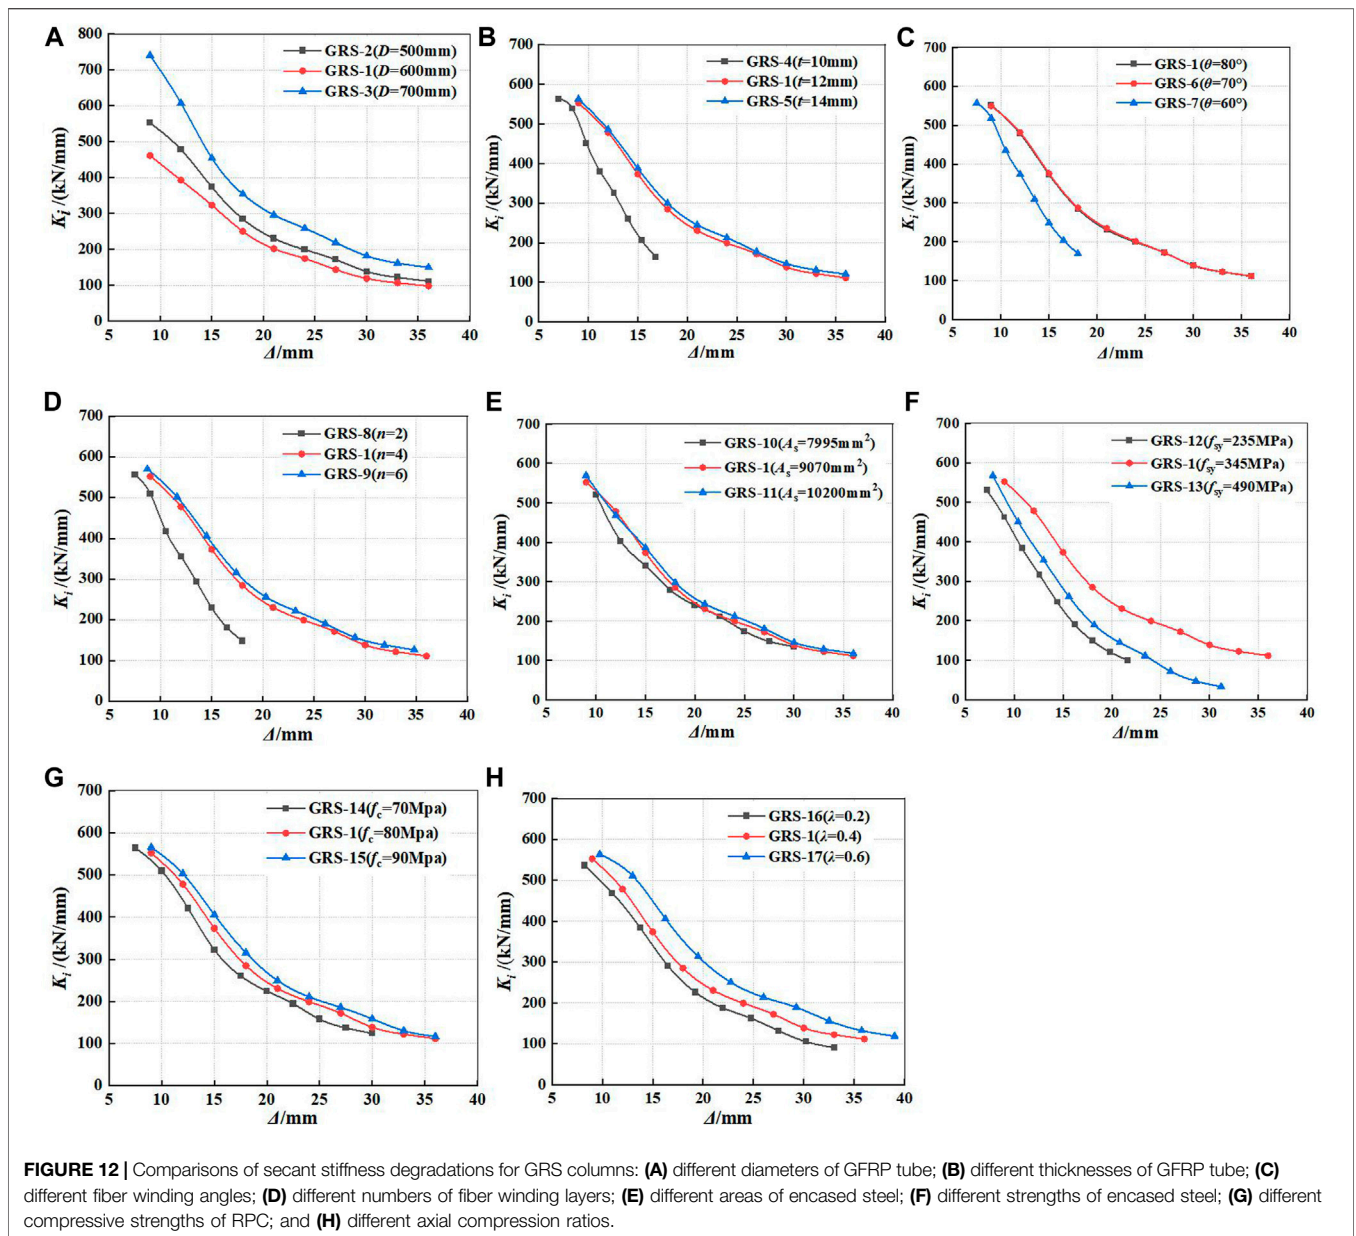 A
800
700
600
500
400
300
200
100
0
K_i /(kN/mm)
GRS-2(D=500mm)
GRS-1(D=600mm)
GRS-3(D=700mm)
5 10 15 20 25 30 35 40
Δ/mm
B
700
600
500
400
300
200
100
0
K_i /(kN/mm)
GRS-4(t=10mm)
GRS-1(t=12mm)
GRS-5(t=14mm)
5 10 15 20 25 30 35 40
Δ/mm
C
700
600
500
400
300
200
100
0
K_i /(kN/mm)
GRS-1(θ=80°)
GRS-6(θ=70°)
GRS-7(θ=60°)
5 10 15 20 25 30 35 40
Δ/mm
D
700
600
500
400
300
200
100
0
K_i /(kN/mm)
GRS-8(n=2)
GRS-1(n=4)
GRS-9(n=6)
5 10 15 20 25 30 35 40
Δ/mm
E
700
600
500
400
300
200
100
0
K_i /(kN/mm)
GRS-10(A_s=7995mm²)
GRS-1(A_s=9070mm²)
GRS-11(A_s=10200mm²)
5 10 15 20 25 30 35 40
Δ/mm
F
700
600
500
400
300
200
100
0
K_i /(kN/mm)
GRS-12(f_sy=235MPa)
GRS-1(f_sy=345MPa)
GRS-13(f_sy=490MPa)
5 10 15 20 25 30 35 40
Δ/mm
G
700
600
500
400
300
200
100
0
K_i /(kN/mm)
GRS-14(f_c=70Mpa)
GRS-1(f_c=80Mpa)
GRS-15(f_c=90Mpa)
5 10 15 20 25 30 35 40
Δ/mm
H
700
600
500
400
300
200
100
0
K_i /(kN/mm)
GRS-16(λ=0.2)
GRS-1(λ=0.4)
GRS-17(λ=0.6)
5 10 15 20 25 30 35 40
Δ/mm
FIGURE 12 | Comparisons of secant stiffness degradations for GRS columns: (A) different diameters of GFRP tube; (B) different thicknesses of GFRP tube; (C)
different fiber winding angles; (D) different numbers of fiber winding layers; (E) different areas of encased steel; (F) different strengths of encased steel; (G) different
compressive strengths of RPC; and (H) different axial compression ratios.